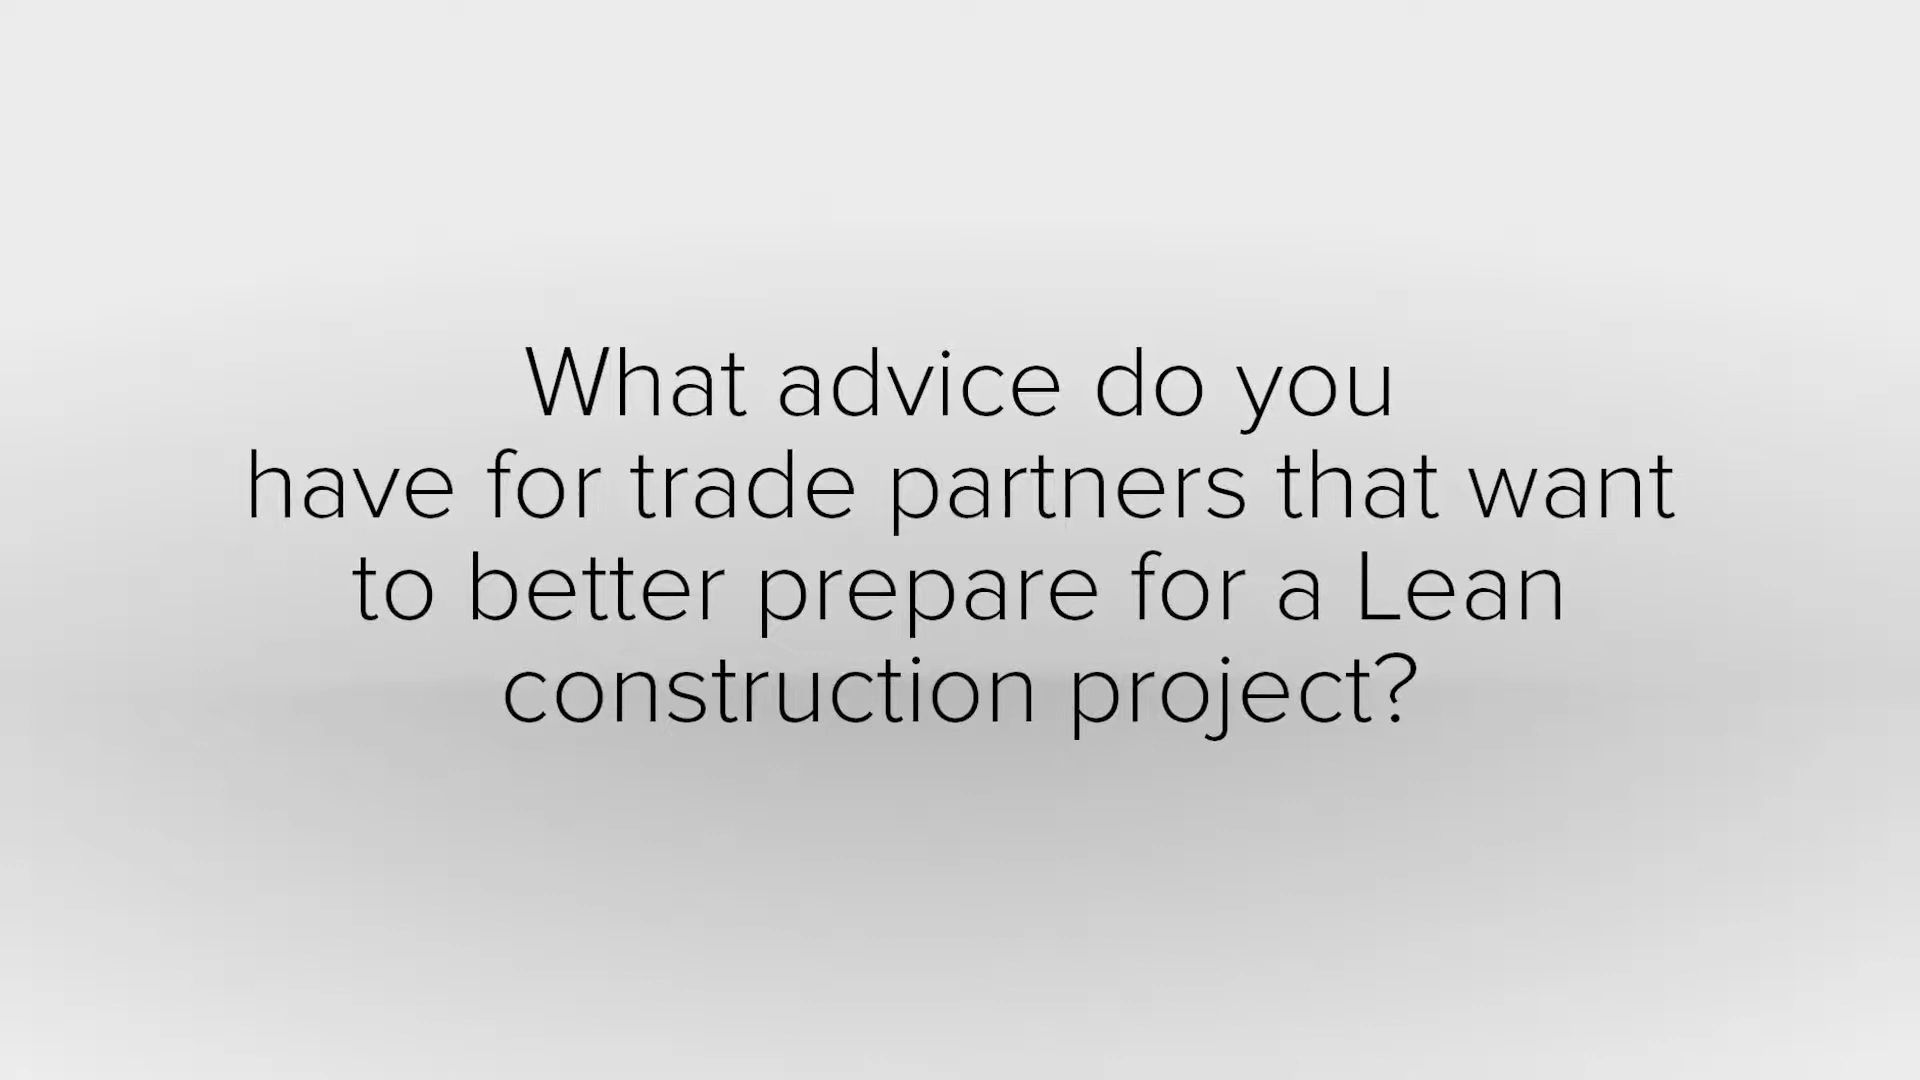 What advice do you
have for trade partners that want
to better prepare for a Lean
construction project?